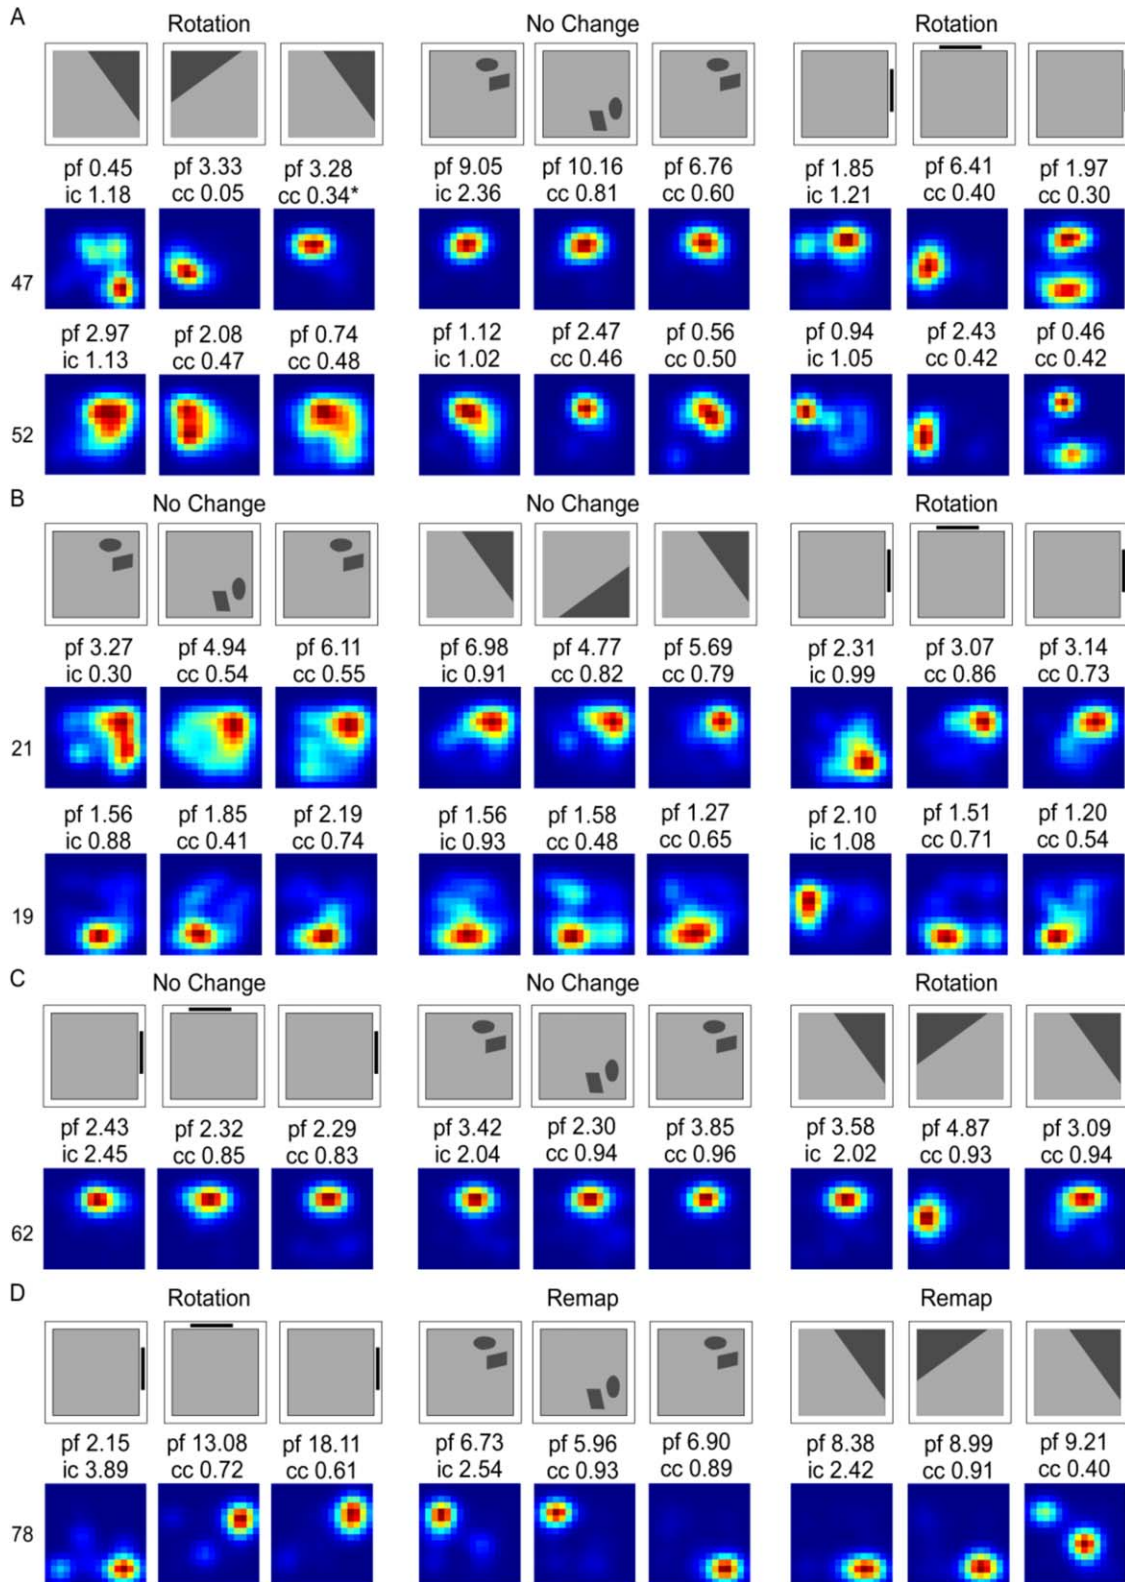 A
Rotation No Change Rotation
pf 0.45 pf 3.33 pf 3.28 pf 9.05 pf 10.16 pf 6.76 pf 1.85 pf 6.41 pf 1.97
ic 1.18 cc 0.05 cc 0.34* ic 2.36 cc 0.81 cc 0.60 ic 1.21 cc 0.40 cc 0.30
47
pf 2.97 pf 2.08 pf 0.74 pf 1.12 pf 2.47 pf 0.56 pf 0.94 pf 2.43 pf 0.46
ic 1.13 cc 0.47 cc 0.48 ic 1.02 cc 0.46 cc 0.50 ic 1.05 cc 0.42 cc 0.42
52
B
No Change No Change Rotation
pf 3.27 pf 4.94 pf 6.11 pf 6.98 pf 4.77 pf 5.69 pf 2.31 pf 3.07 pf 3.14
ic 0.30 cc 0.54 cc 0.55 ic 0.91 cc 0.82 cc 0.79 ic 0.99 cc 0.86 cc 0.73
21
pf 1.56 pf 1.85 pf 2.19 pf 1.56 pf 1.58 pf 1.27 pf 2.10 pf 1.51 pf 1.20
ic 0.88 cc 0.41 cc 0.74 ic 0.93 cc 0.48 cc 0.65 ic 1.08 cc 0.71 cc 0.54
19
C
No Change No Change Rotation
pf 2.43 pf 2.32 pf 2.29 pf 3.42 pf 2.30 pf 3.85 pf 3.58 pf 4.87 pf 3.09
ic 2.45 cc 0.85 cc 0.83 ic 2.04 cc 0.94 cc 0.96 ic 2.02 cc 0.93 cc 0.94
62
D
Rotation Remap Remap
pf 2.15 pf 13.08 pf 18.11 pf 6.73 pf 5.96 pf 6.90 pf 8.38 pf 8.99 pf 9.21
ic 3.89 cc 0.72 cc 0.61 ic 2.54 cc 0.93 cc 0.89 ic 2.42 cc 0.91 cc 0.40
78